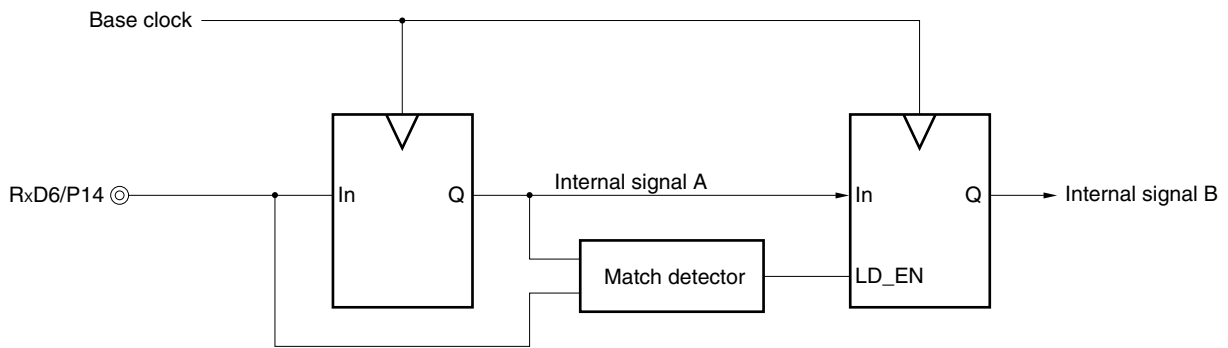 Base clock
RxD6/P14
In
Q
Internal signal A
In
Q
Internal signal B
Match detector
LD_EN